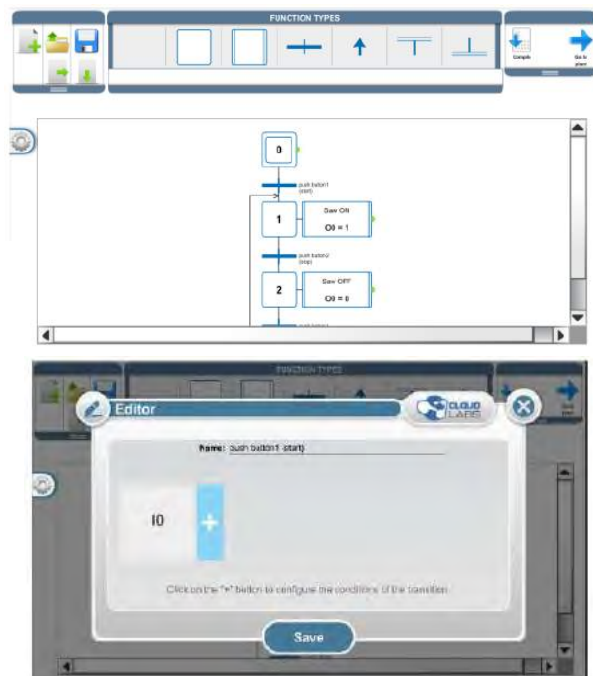 FUNCTION TYPES
Compile
Go to
place
0
push button1
(start)
1
Saw ON
O0 = 1
push button2
(stop)
2
Saw OFF
O0 = 0
FUNCTION TYPES
Editor
CLOUD
LABS
Name: push button1 (start)
I0
+
Click on the "+" button to configure the conditions of the transition
Save